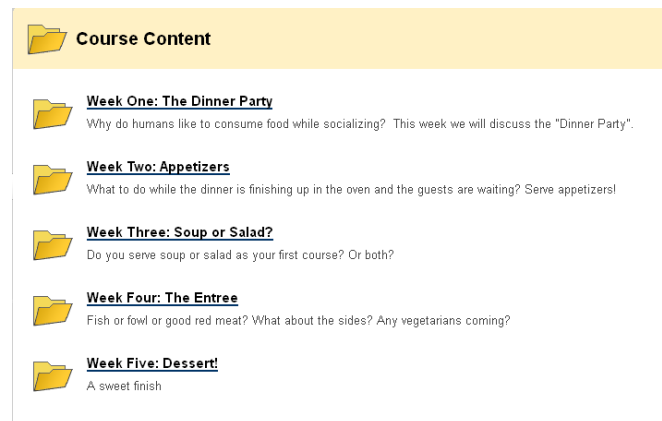 Course Content
Week One: The Dinner Party
Why do humans like to consume food while socializing?  This week we will discuss the "Dinner Party".
Week Two: Appetizers
What to do while the dinner is finishing up in the oven and the guests are waiting? Serve appetizers!
Week Three: Soup or Salad?
Do you serve soup or salad as your first course? Or both?
Week Four: The Entree
Fish or fowl or good red meat? What about the sides? Any vegetarians coming?
Week Five: Dessert!
A sweet finish